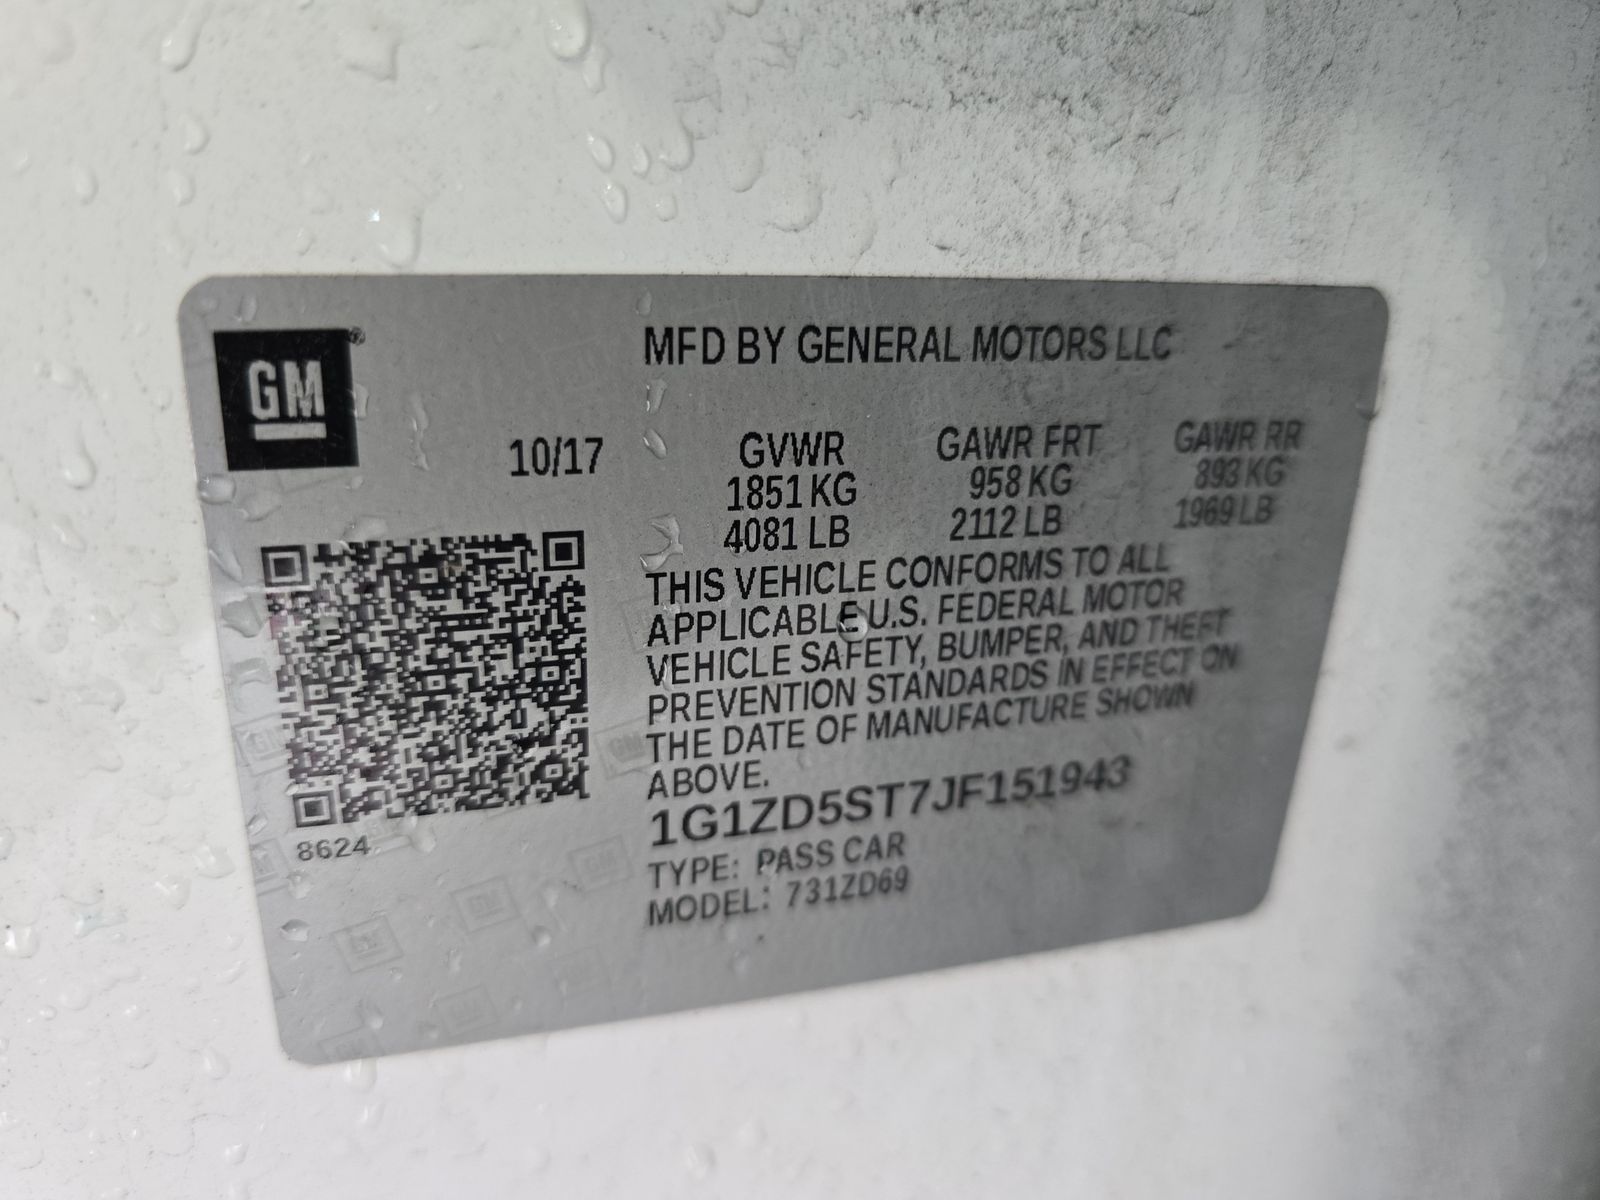 GM
MFD BY GENERAL MOTORS LLC
10/17
GVWR GAWR FRT GAWR RR
1851 KG 958 KG 893 KG
4081 LB 2112 LB 1969 LB
THIS VEHICLE CONFORMS TO ALL
APPLICABLE U.S. FEDERAL MOTOR
VEHICLE SAFETY, BUMPER, AND THEFT
PREVENTION STANDARDS IN EFFECT ON
THE DATE OF MANUFACTURE SHOWN
ABOVE.
1G1ZD5ST7JF151943
TYPE: PASS CAR
MODEL: 731ZD69
8624